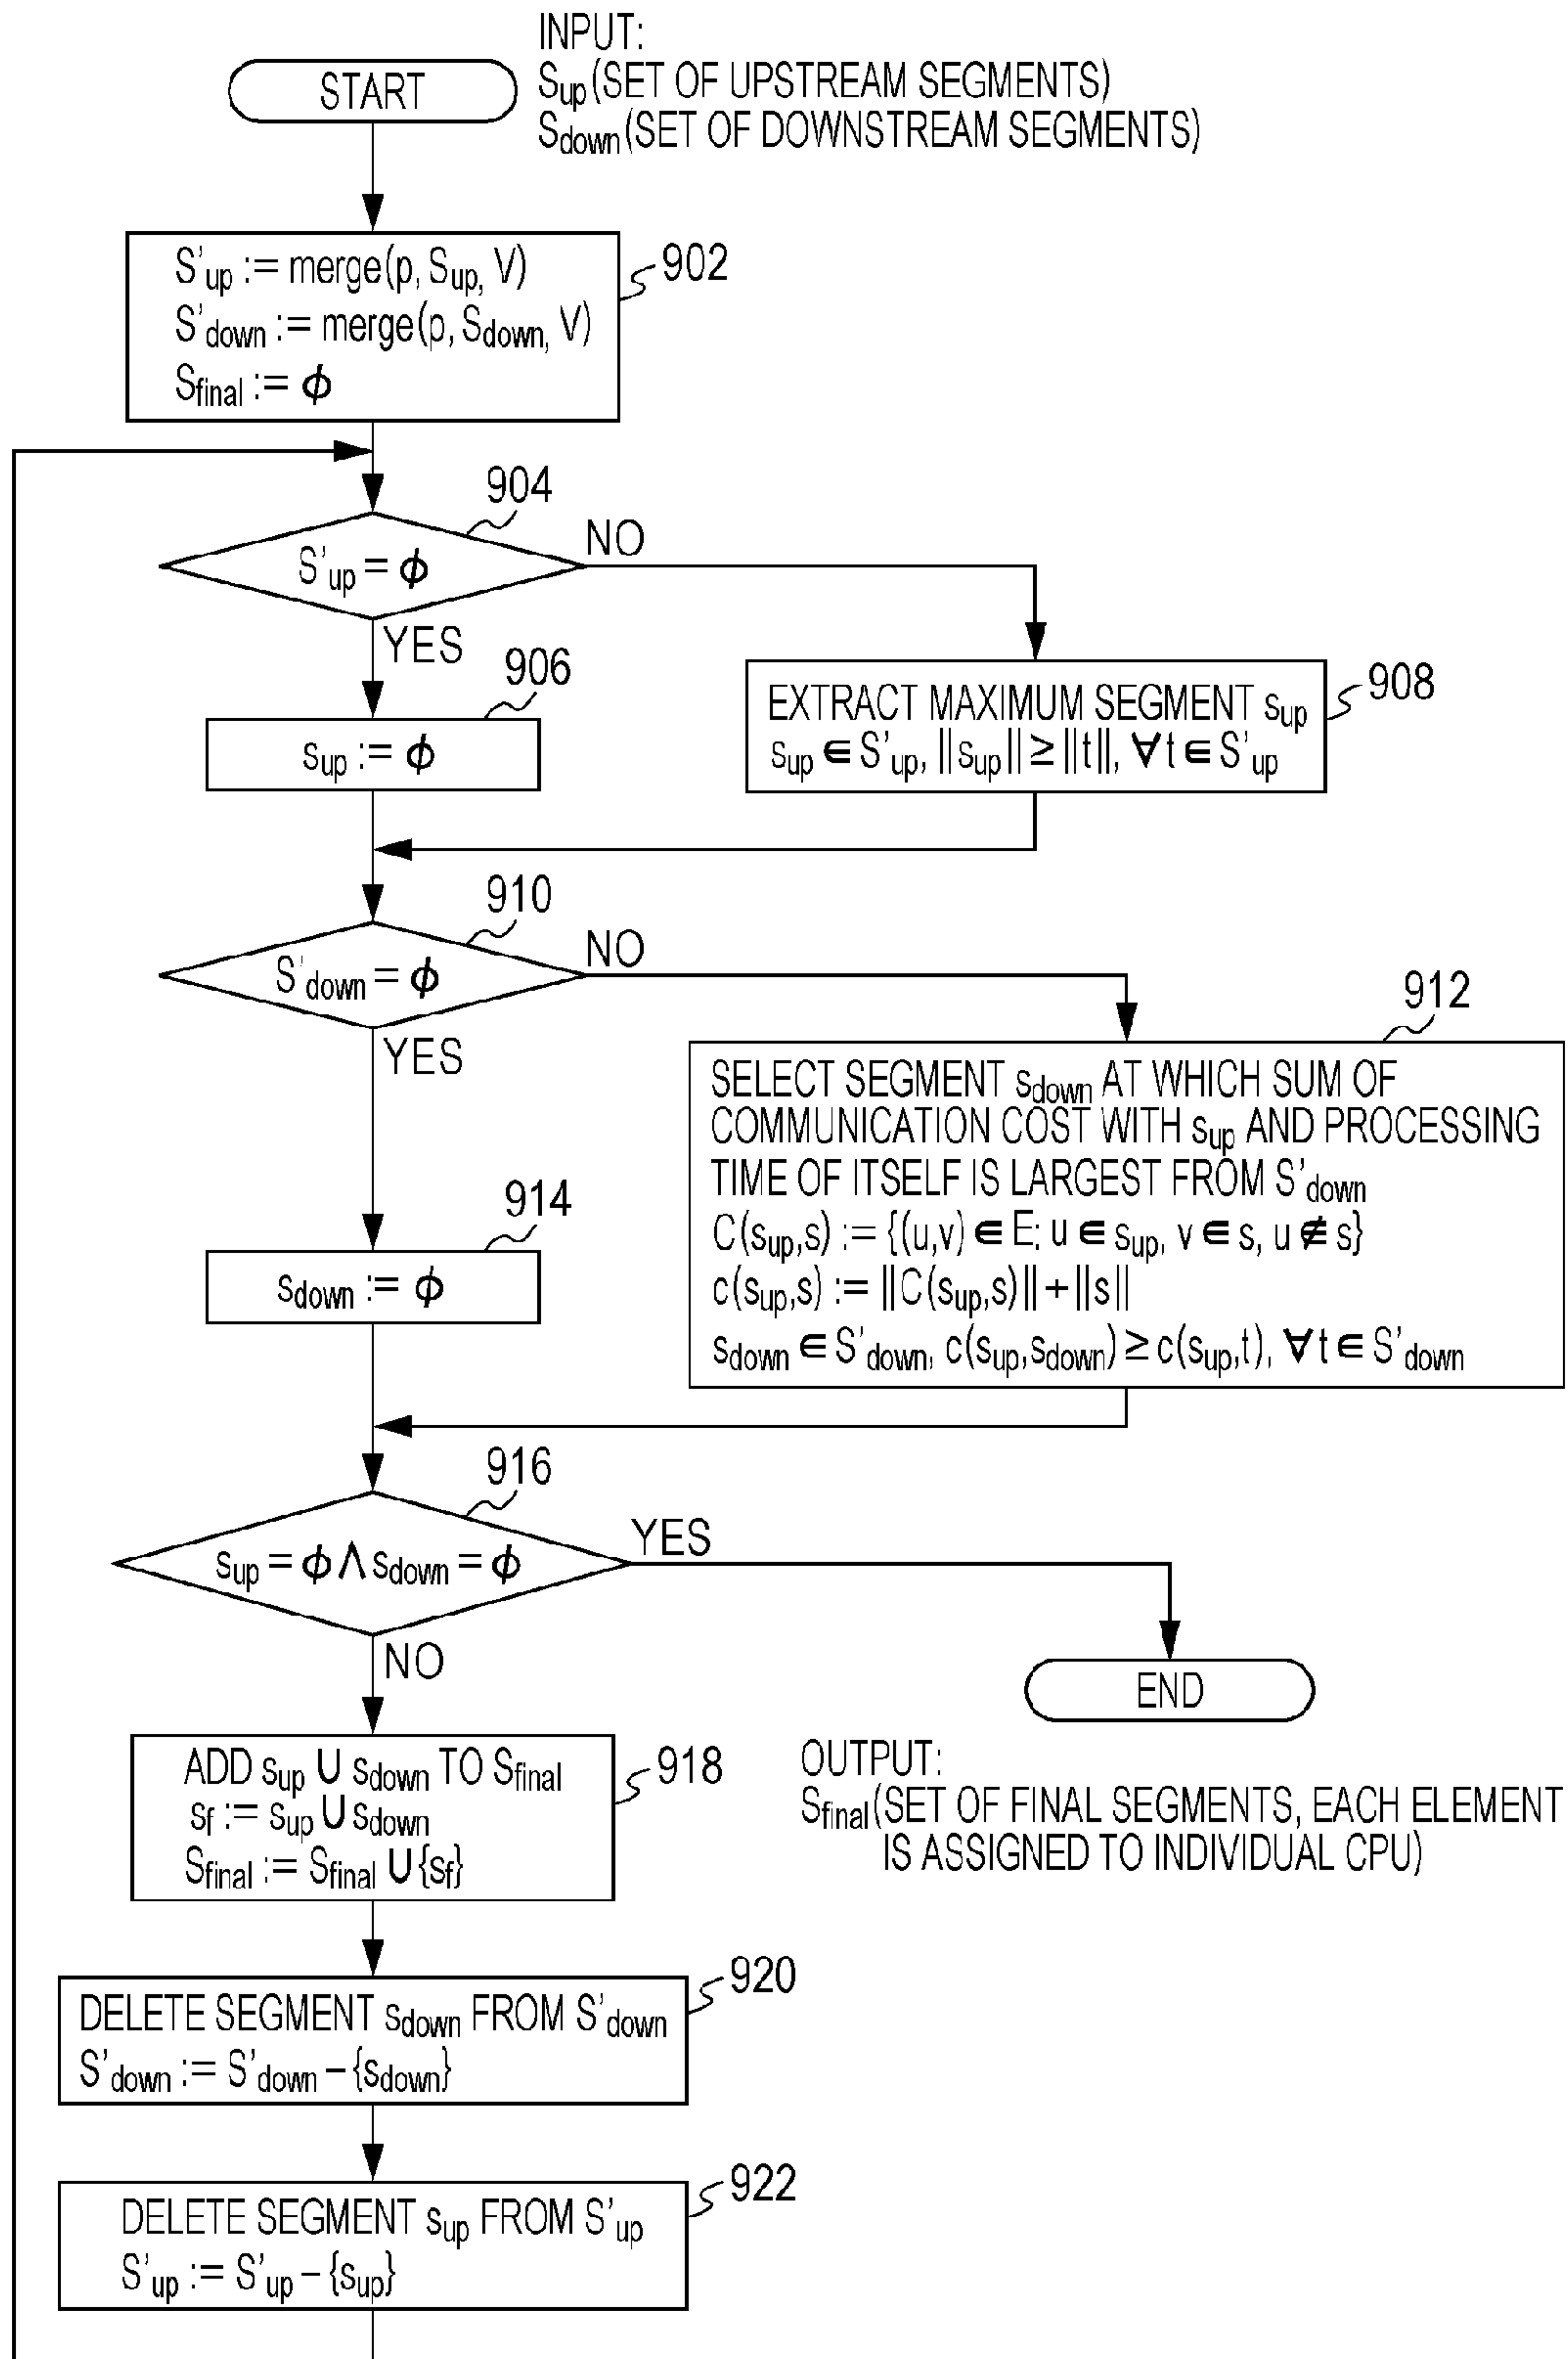 INPUT:
START
Sup(SET OF UPSTREAM SEGMENTS)
Sdown(SET OF DOWNSTREAM SEGMENTS)
S'up := merge(p, Sup, V)
S'down := merge(p, Sdown, V)
Sfinal := ϕ
902
904
S'up = ϕ
NO
YES
906
sup := ϕ
908
EXTRACT MAXIMUM SEGMENT sup
sup ∈ S'up, ||sup|| ≥ ||t||, ∀t ∈ S'up
910
S'down = ϕ
NO
YES
912
SELECT SEGMENT sdown AT WHICH SUM OF
COMMUNICATION COST WITH sup AND PROCESSING
TIME OF ITSELF IS LARGEST FROM S'down
C(sup,s) := {(u,v) ∈ E; u ∈ sup, v ∈ s, u ∉ s}
c(sup,s) := ||C(sup,s)|| + ||s||
sdown ∈ S'down, c(sup,sdown) ≥ c(sup,t), ∀t ∈ S'down
914
sdown := ϕ
916
sup = ϕ Λ sdown = ϕ
YES
NO
END
ADD sup ∪ sdown TO Sfinal
sf := sup ∪ sdown
Sfinal := Sfinal ∪ {sf}
918
OUTPUT:
Sfinal(SET OF FINAL SEGMENTS, EACH ELEMENT
IS ASSIGNED TO INDIVIDUAL CPU)
920
DELETE SEGMENT sdown FROM S'down
S'down := S'down – {sdown}
922
DELETE SEGMENT sup FROM S'up
S'up := S'up – {sup}